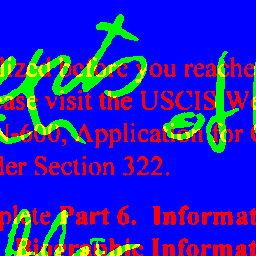 lized before you reache
ease visit the USCIS We
N-600, Application for
der Section 322.
plete Part 6. Informat
Biographic Informat